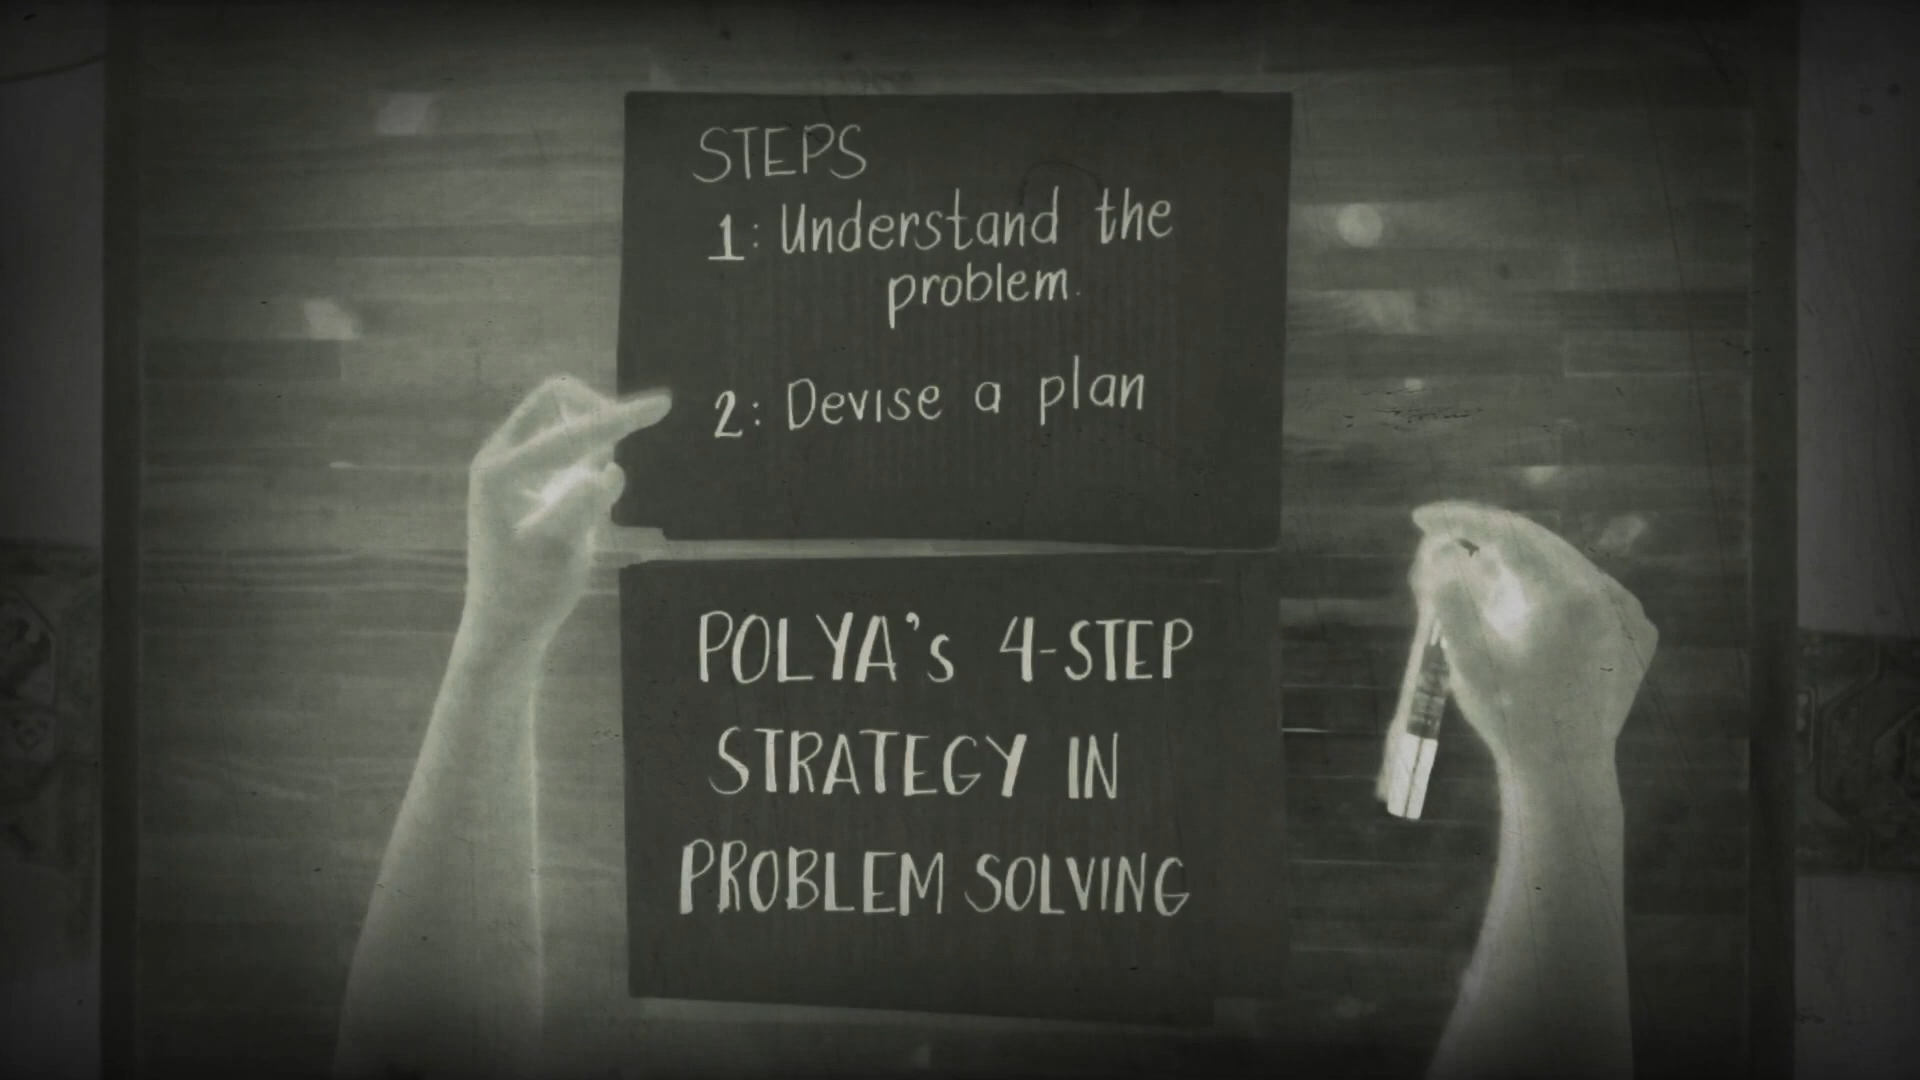 STEPS
1: Understand the
problem.
2: Devise a plan
POLYA's 4-STEP
STRATEGY IN
PROBLEM SOLVING